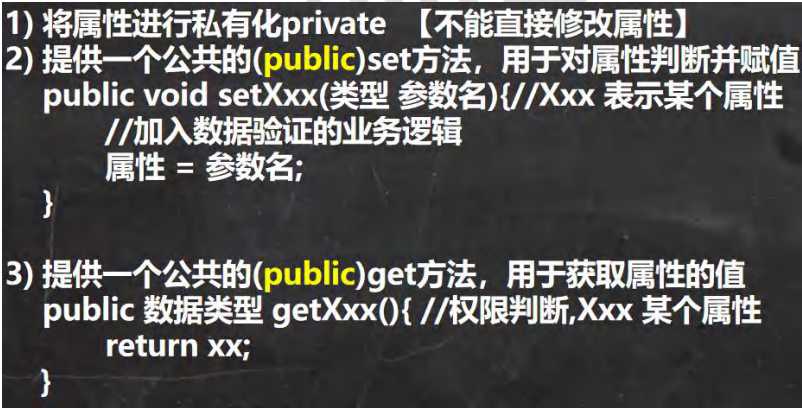 1) 将属性进行私有化private 【不能直接修改属性】
2) 提供一个公共的(public)set方法，用于对属性判断并赋值
public void setXxx(类型 参数名){//Xxx 表示某个属性
//加入数据验证的业务逻辑
属性 = 参数名;
}
3) 提供一个公共的(public)get方法，用于获取属性的值
public 数据类型 getXxx(){ //权限判断,Xxx 某个属性
return xx;
}